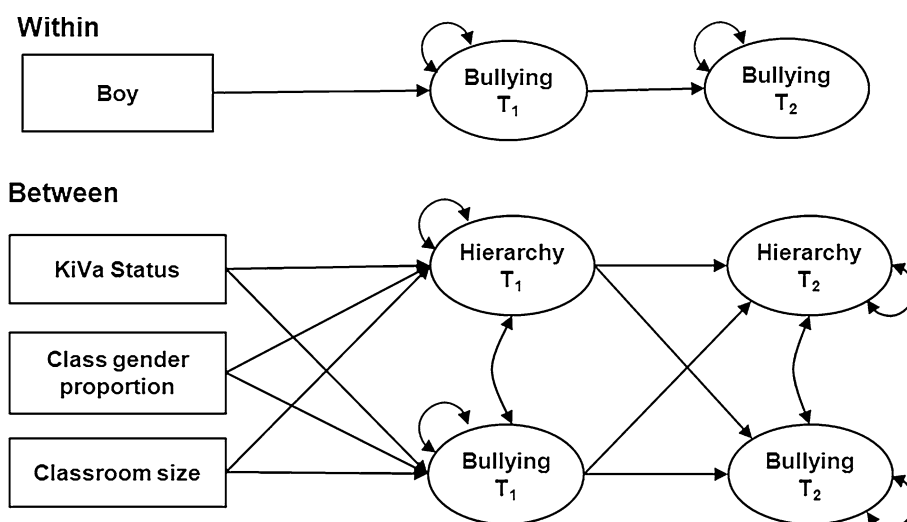 Within
Boy
Bullying
T1
Bullying
T2
Between
KiVa Status
Hierarchy
T1
Hierarchy
T2
Class gender
proportion
Classroom size
Bullying
T1
Bullying
T2